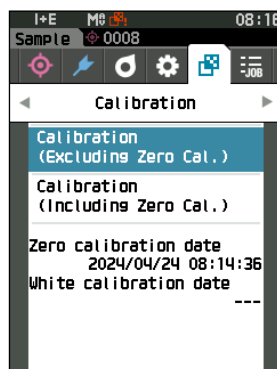 I+E M0 08:18
Sample 0008
-JOB
Calibration
Calibration
(Excluding Zero Cal.)
Calibration
(Including Zero Cal.)
Zero calibration date
2024/04/24 08:14:36
White calibration date
---